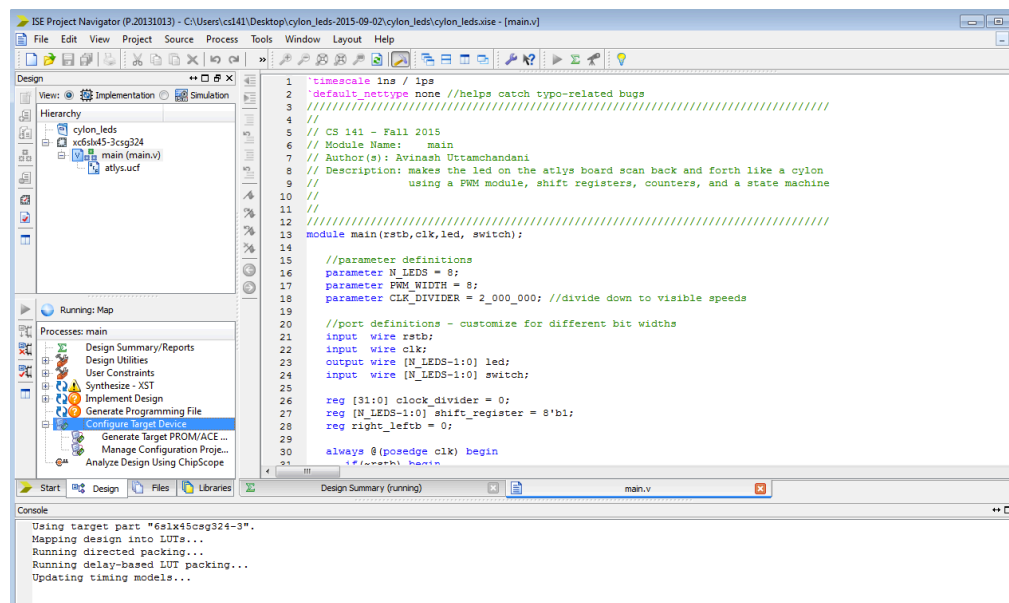 ISE Project Navigator (P.20131013) - C:\Users\cs141\Desktop\cylon_leds-2015-09-02\cylon_leds\cylon_leds.xise - [main.v]
File Edit View Project Source Process Tools Window Layout Help
»
Design
View: Implementation Simulation
Hierarchy
cylon_leds
xc6slx45-3csg324
main (main.v)
atlys.ucf
Running: Map
Processes: main
Design Summary/Reports
Design Utilities
User Constraints
Synthesize - XST
Implement Design
Generate Programming File
Configure Target Device
Generate Target PROM/ACE ...
Manage Configuration Proje...
Analyze Design Using ChipScope
Start Design Files Libraries
1 `timescale 1ns / 1ps
2 `default_nettype none //helps catch typo-related bugs
3 //////////////////////////////////////////////////////////////////////////////////
4 //
5 // CS 141 - Fall 2015
6 // Module Name: main
7 // Author(s): Avinash Uttamchandani
8 // Description: makes the led on the atlys board scan back and forth like a cylon
9 // using a PWM module, shift registers, counters, and a state machine
10 //
11 //
12 //////////////////////////////////////////////////////////////////////////////////
13 module main(rstb,clk,led, switch);
14
15 //parameter definitions
16 parameter N_LEDS = 8;
17 parameter PWM_WIDTH = 8;
18 parameter CLK_DIVIDER = 2_000_000; //divide down to visible speeds
19
20 //port definitions - customize for different bit widths
21 input wire rstb;
22 input wire clk;
23 output wire [N_LEDS-1:0] led;
24 input wire [N_LEDS-1:0] switch;
25
26 reg [31:0] clock_divider = 0;
27 reg [N_LEDS-1:0] shift_register = 8'b1;
28 reg right_leftb = 0;
29
30 always @(posedge clk) begin
31 if(~rstb) begin
Design Summary (running) main.v
Console
Using target part "6slx45csg324-3".
Mapping design into LUTs...
Running directed packing...
Running delay-based LUT packing...
Updating timing models...